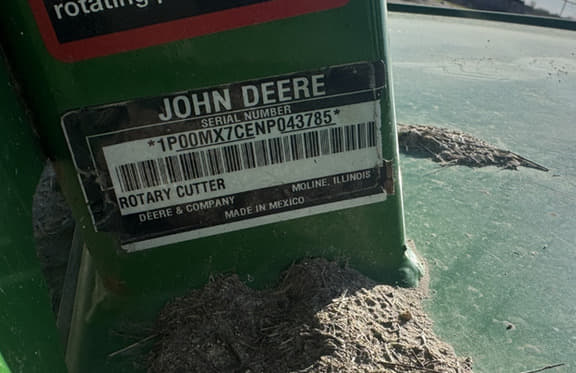 rotating
JOHN DEERE
SERIAL NUMBER
*1P00MX7CENP043785*
ROTARY CUTTER
DEERE & COMPANY MOLINE, ILLINOIS
MADE IN MEXICO